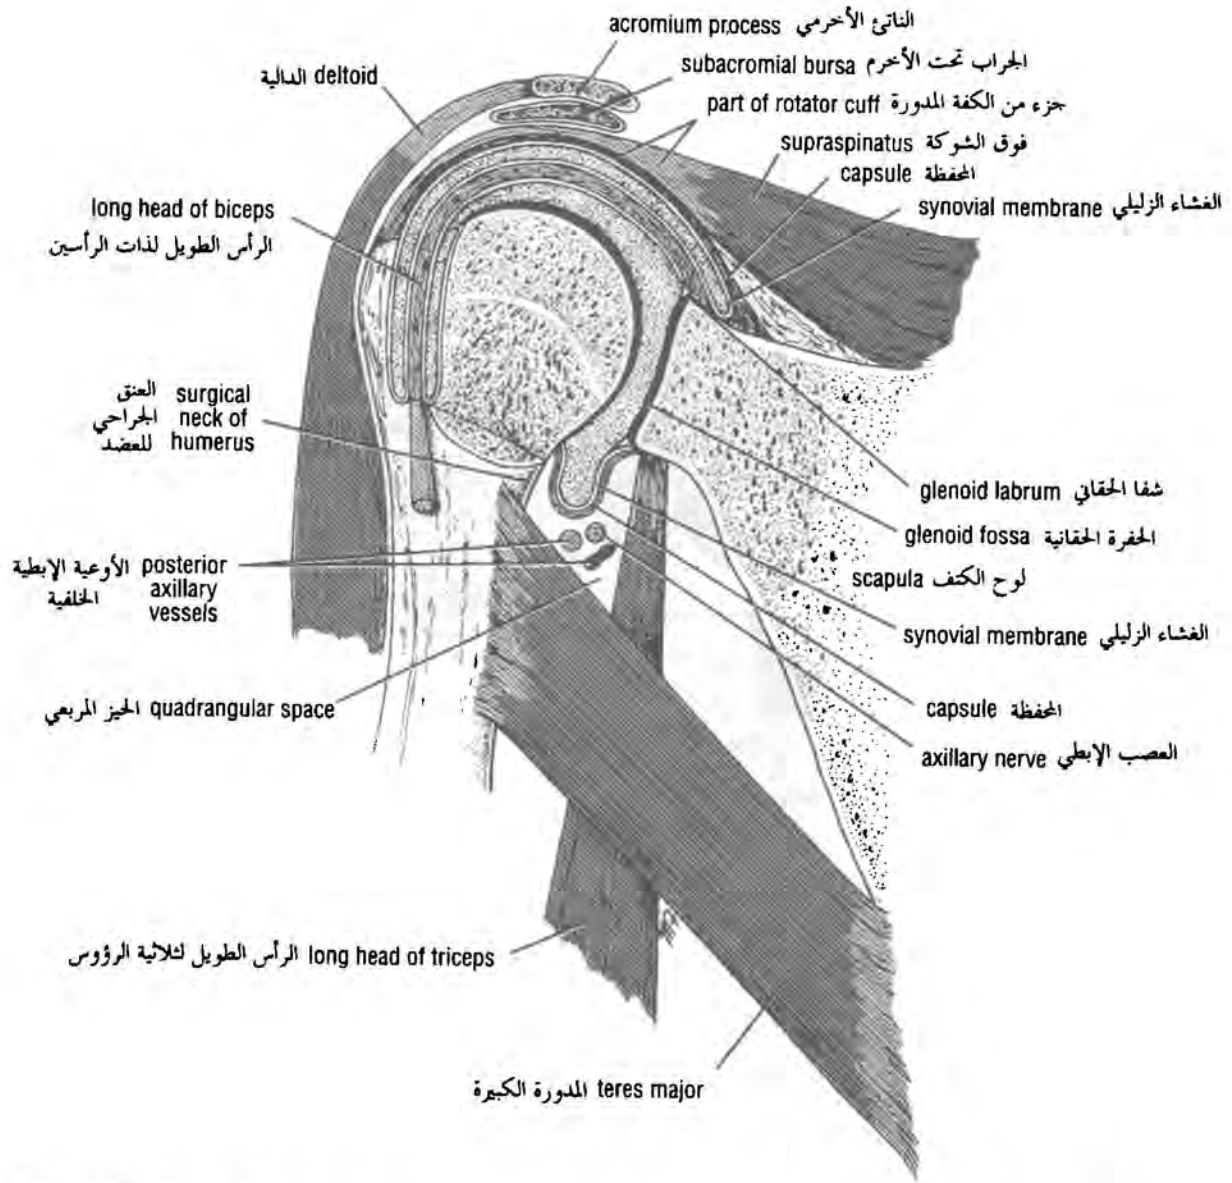 acromium process الناتئ الأخرمي
subacromial bursa الجراب تحت الأخرم
deltoid الدالية
part of rotator cuff جزء من الكفة المدورة
supraspinatus فوق الشوكة
capsule المحفظة
synovial membrane الغشاء الزليلي
long head of biceps
الرأس الطويل لذات الرأسين
surgical العنق
neck of الجراحي
humerus للعضد
glenoid labrum شفا الحقاني
glenoid fossa الحفرة الحقانية
scapula لوح الكتف
posterior الأوعية الإبطية
axillary الخلفية
vessels
synovial membrane الغشاء الزليلي
quadrangular space الحيز المربعي
capsule المحفظة
axillary nerve العصب الإبطي
long head of triceps الرأس الطويل لثلاثية الرؤوس
teres major المدورة الكبيرة